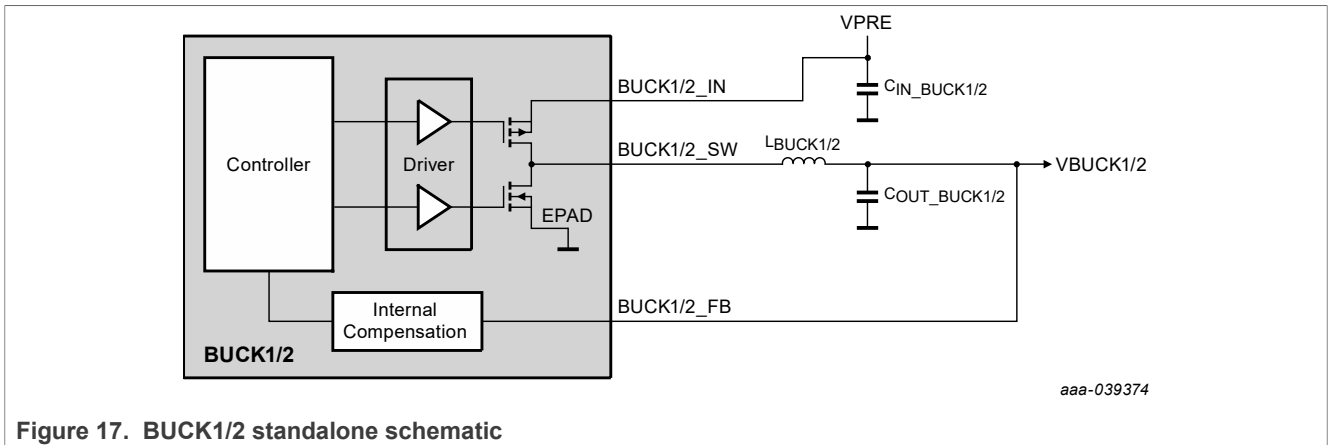 VPRE
BUCK1/2_IN
CIN_BUCK1/2
BUCK1/2_SW
LBUCK1/2
VBUCK1/2
Controller
Driver
COUT_BUCK1/2
EPAD
BUCK1/2_FB
Internal
Compensation
BUCK1/2
aaa-039374
Figure 17. BUCK1/2 standalone schematic